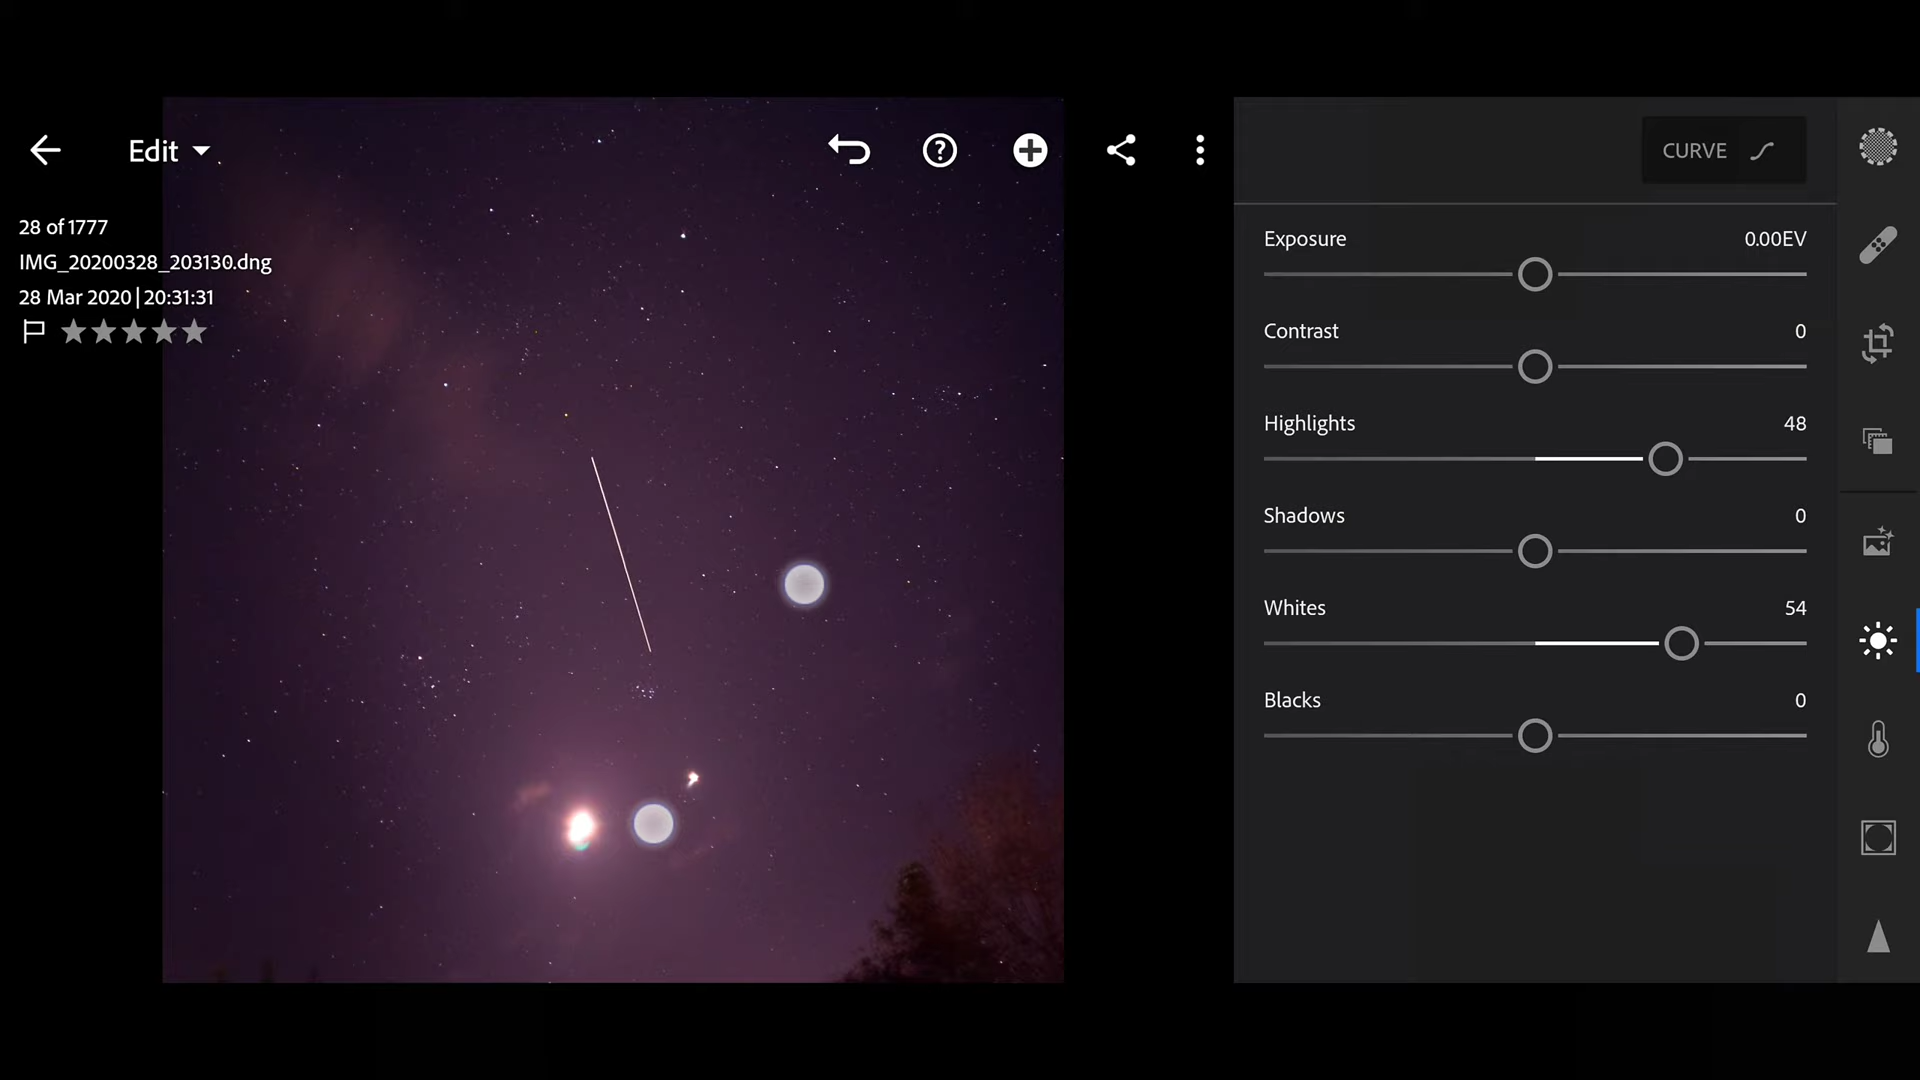 Edit
28 of 1777
IMG_20200328_203130.dng
28 Mar 2020 | 20:31:31
CURVE
Exposure 0.00EV
Contrast 0
Highlights 48
Shadows 0
Whites 54
Blacks 0